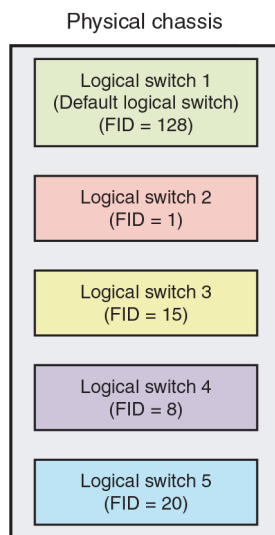 Physical chassis
Logical switch 1
(Default logical switch)
(FID = 128)
Logical switch 2
(FID = 1)
Logical switch 3
(FID = 15)
Logical switch 4
(FID = 8)
Logical switch 5
(FID = 20)